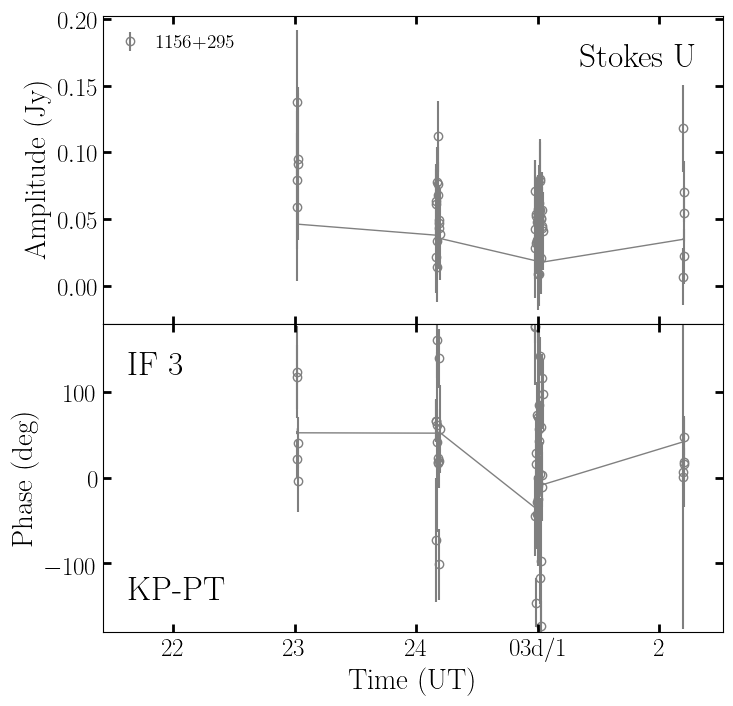 0.20
1156+295
Stokes U
0.15
0.10
0.05
0.00
Amplitude (Jy)
IF 3
100
0
−100
Phase (deg)
KP-PT
22 23 24 03d/1 2
Time (UT)